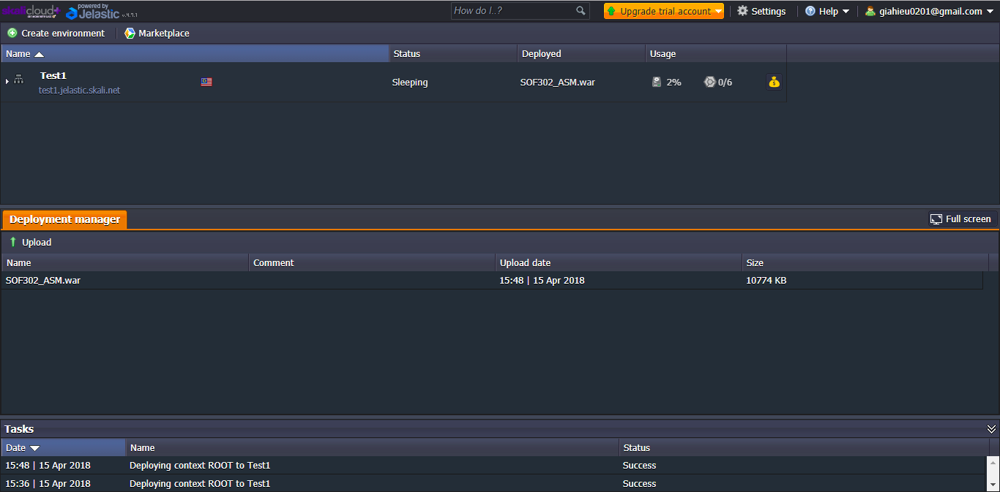 skalicloud+ powered by Jelastic v.4.7.1 How do I..? Upgrade trial account Settings Help giahieu0201@gmail.com
Create environment Marketplace
Name Status Deployed Usage
Test1
test1.jelastic.skali.net Sleeping SOF302_ASM.war 2% 0/6
Deployment manager Full screen
Upload
Name Comment Upload date Size
SOF302_ASM.war 15:48 | 15 Apr 2018 10774 KB
Tasks
Date Name Status
15:48 | 15 Apr 2018 Deploying context ROOT to Test1 Success
15:36 | 15 Apr 2018 Deploying context ROOT to Test1 Success